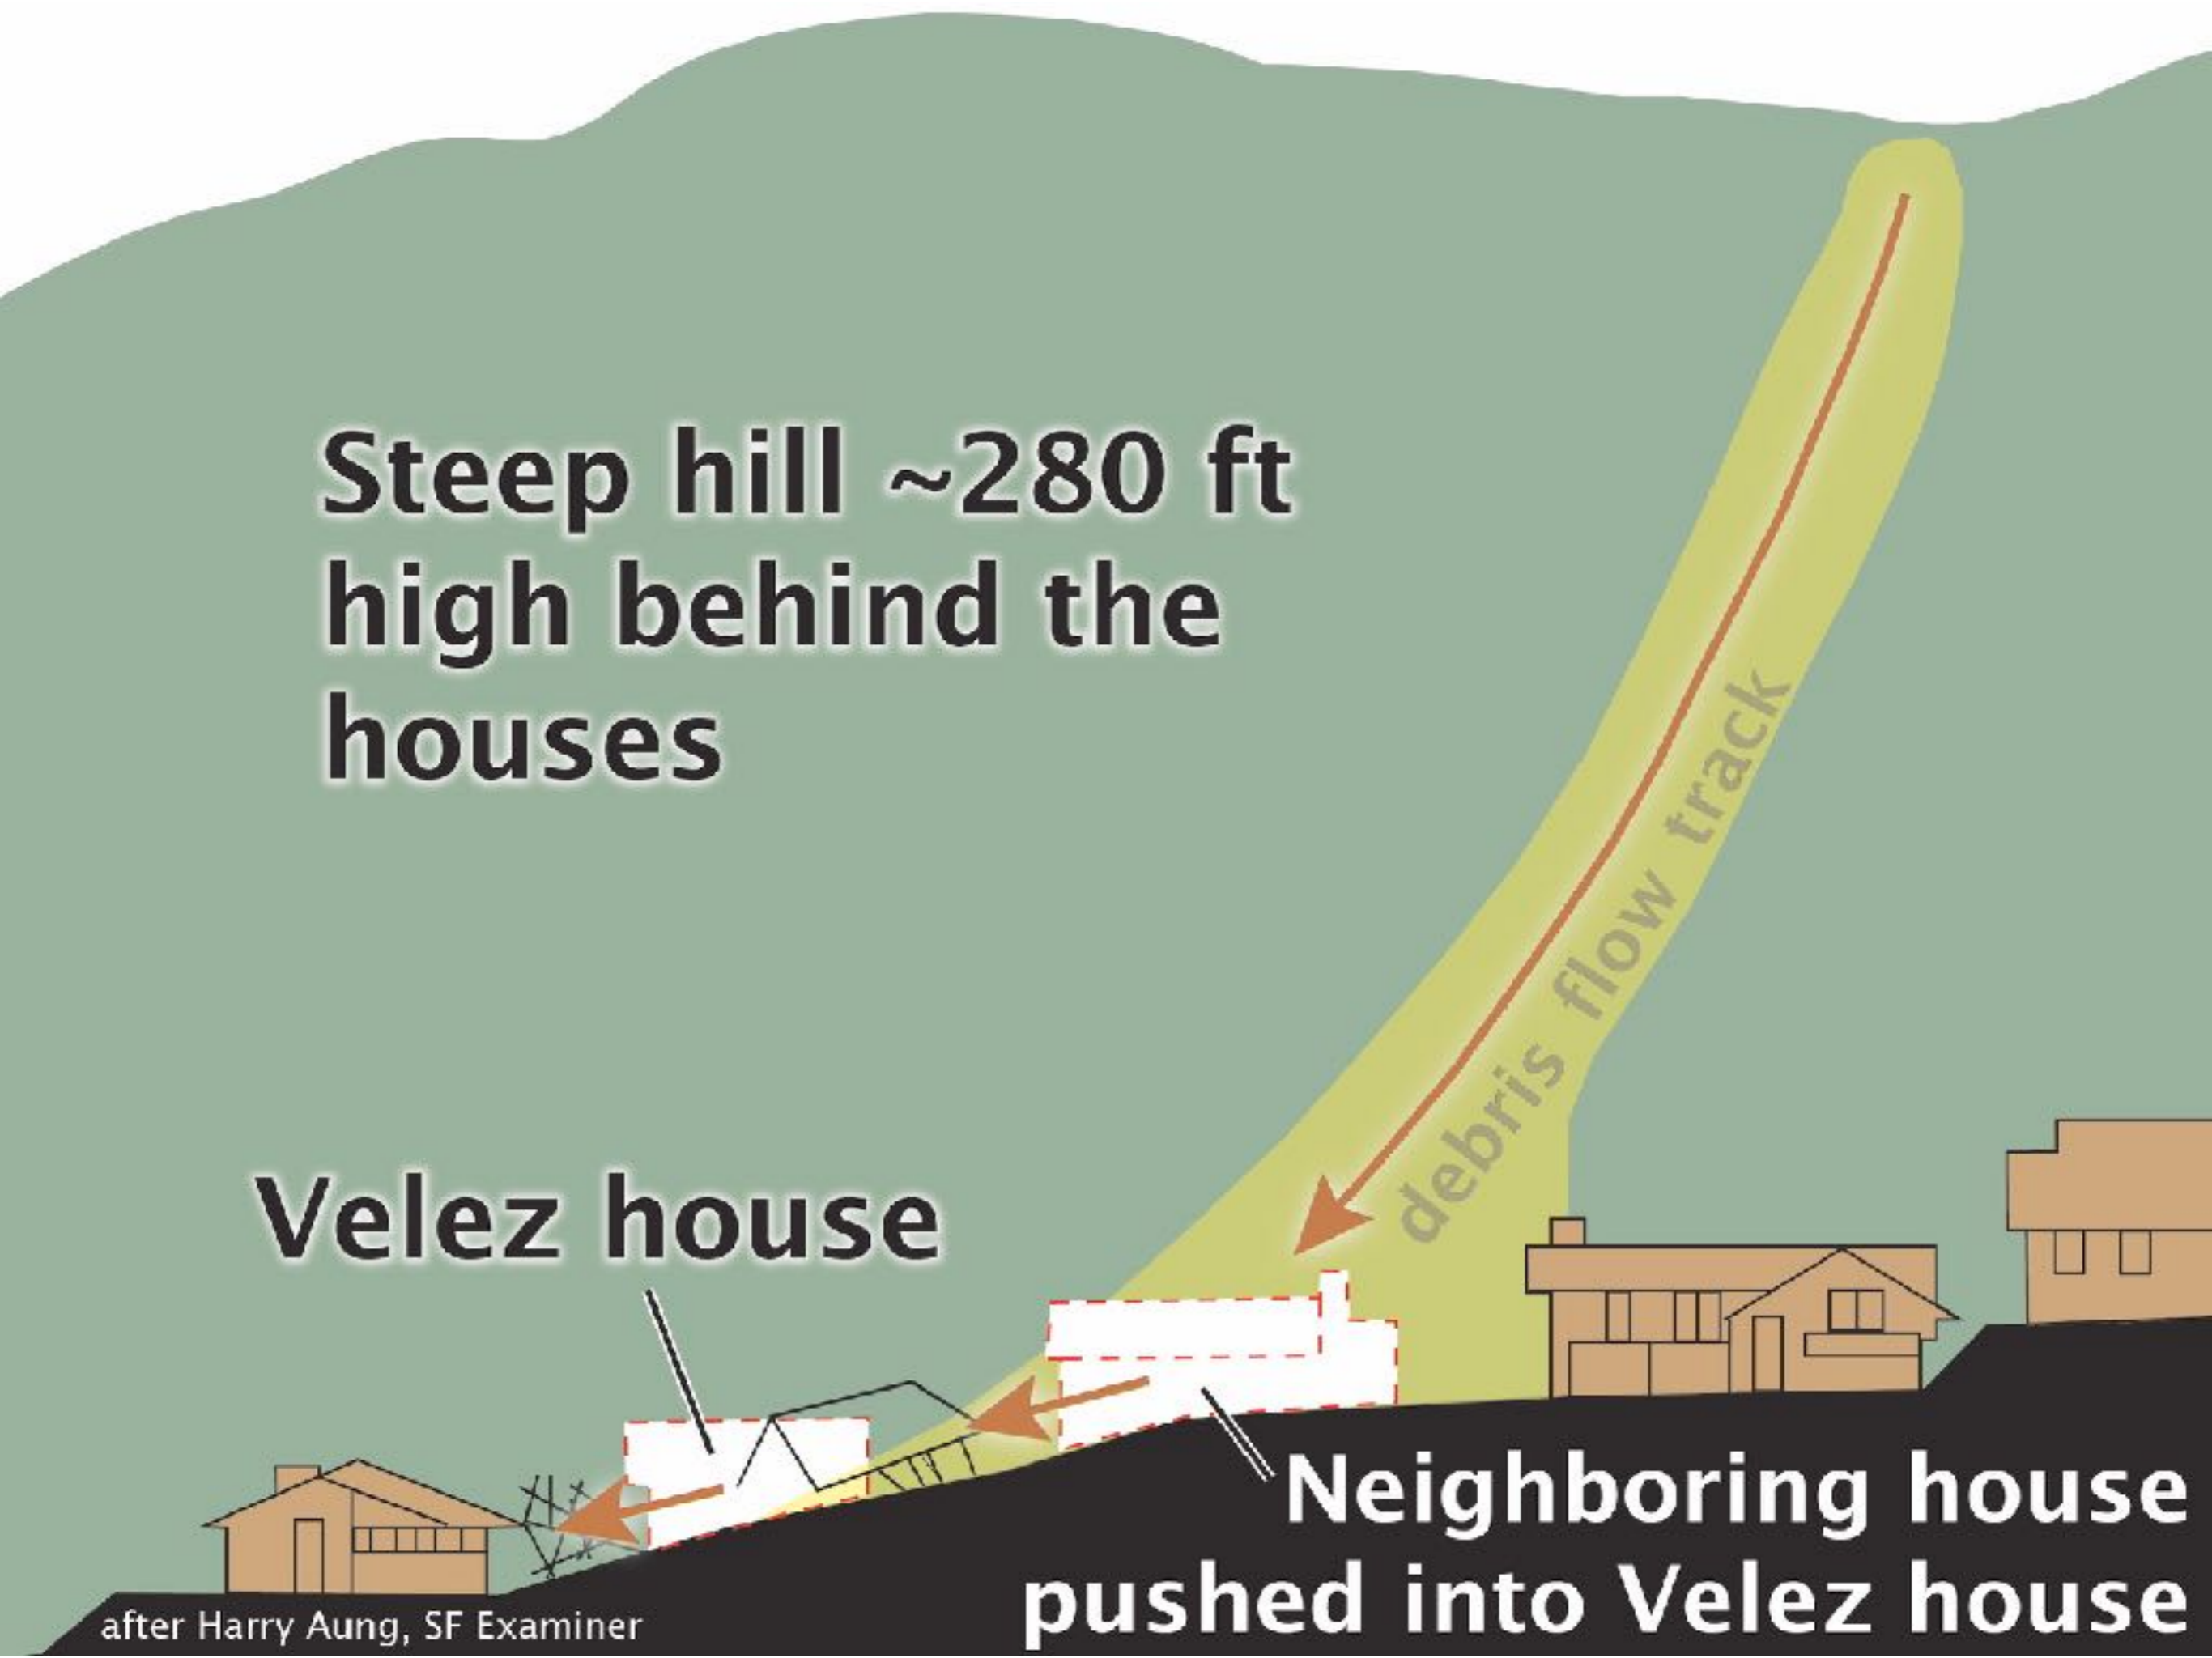 Steep hill ~280 ft
high behind the
houses
debris flow track
Velez house
Neighboring house
pushed into Velez house
after Harry Aung, SF Examiner